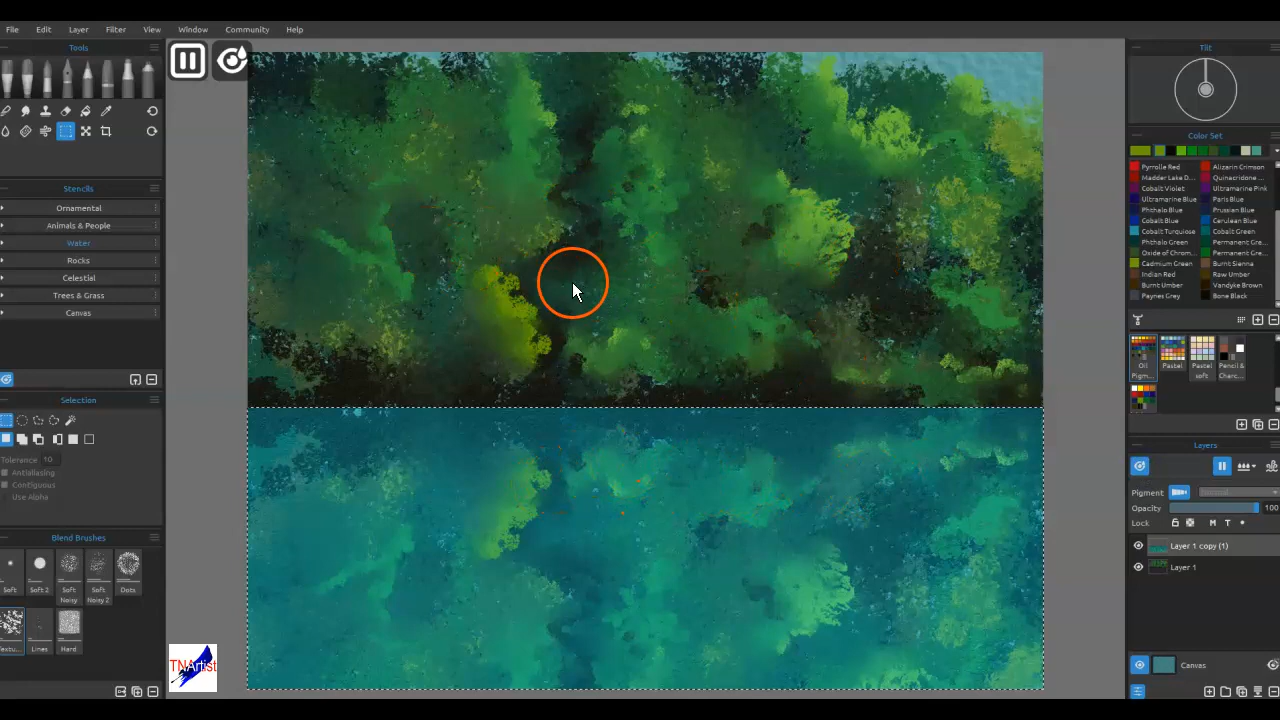 File Edit Layer Filter View Window Community Help
Tools
Stencils
Ornamental
Animals & People
Water
Rocks
Celestial
Trees & Grass
Canvas
Selection
Tolerance 10
Antialiasing
Contiguous
Use Alpha
Blend Brushes
Soft Soft 2 Soft Noisy Soft Noisy 2 Dots
Textu... Lines Hard
TNArtist
Tilt
Color Set
Pyrrolle Red Alizarin Crimson
Madder Lake D... Quinacridone ...
Cobalt Violet Ultramarine Pink
Ultramarine Blue Paris Blue
Phthalo Blue Prussian Blue
Cobalt Blue Cerulean Blue
Cobalt Turquoise Cobalt Green
Phthalo Green Permanent Gre...
Oxide of Chrom... Permanent Gre...
Cadmium Green Burnt Sienna
Indian Red Raw Umber
Burnt Umber Vandyke Brown
Paynes Grey Bone Black
Oil Pigm... Pastel Pastel soft Pencil & Charc...
Layers
Pigment Normal
Opacity 100
Lock M T
Layer 1 copy (1)
Layer 1
Canvas